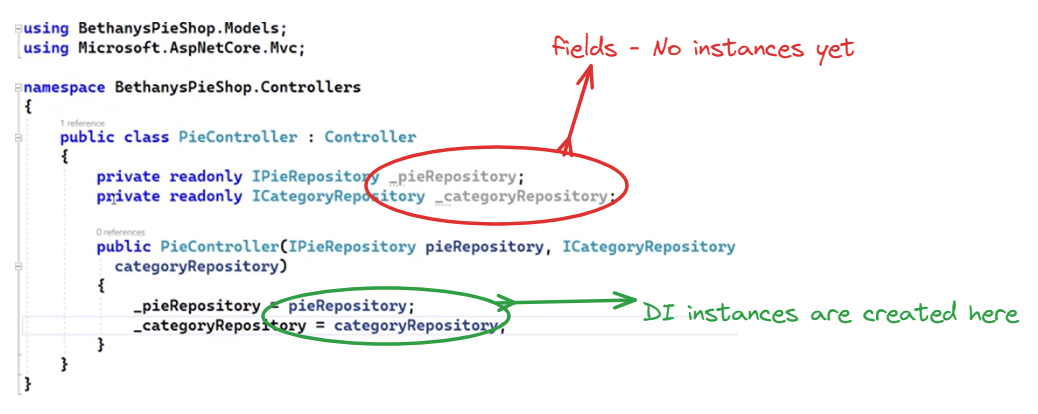 using BethanysPieShop.Models;
using Microsoft.AspNetCore.Mvc;
fields - No instances yet
namespace BethanysPieShop.Controllers
{
1 reference
public class PieController : Controller
{
private readonly IPieRepository _pieRepository;
private readonly ICategoryRepository _categoryRepository;
0 references
public PieController(IPieRepository pieRepository, ICategoryRepository
categoryRepository)
{
_pieRepository = pieRepository;
_categoryRepository = categoryRepository;
DI instances are created here
}
}
}